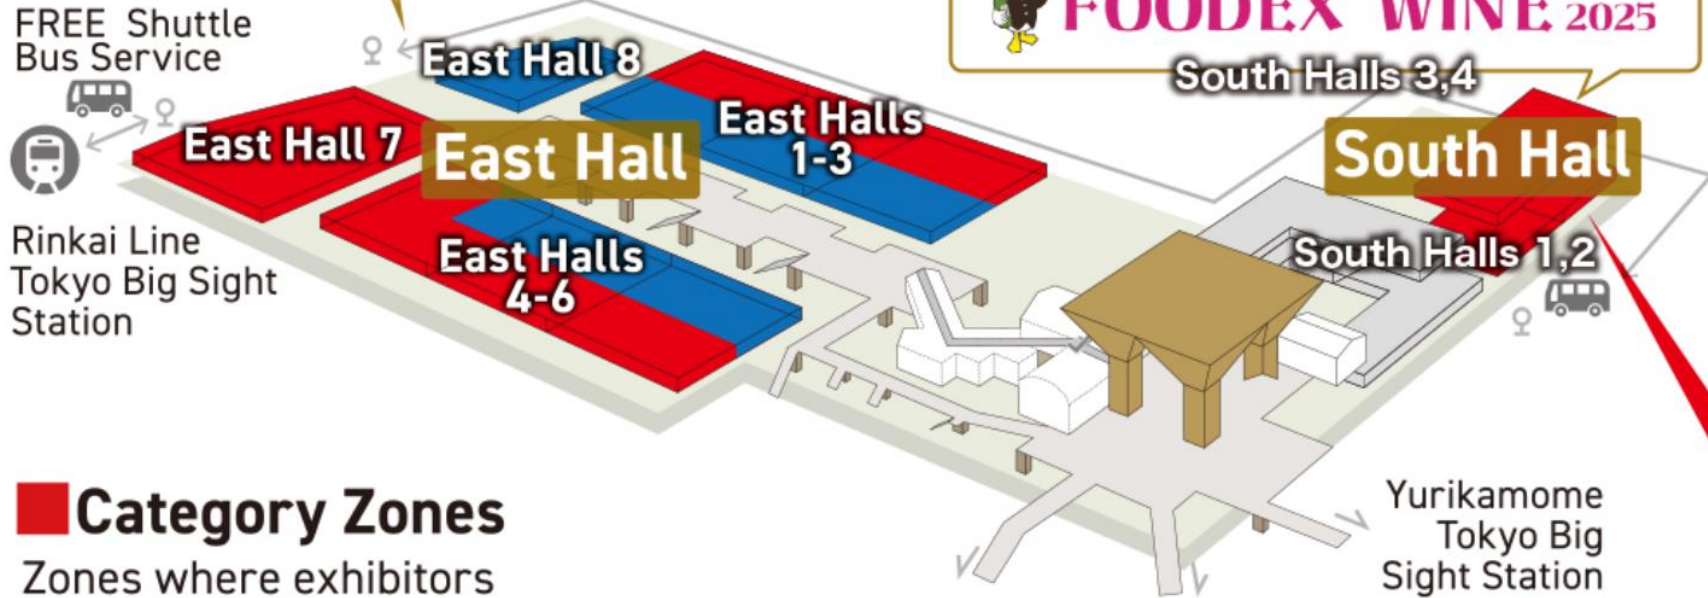 FREE Shuttle
Bus Service
FOODEX WINE 2025
South Halls 3,4
East Hall 8
East Halls
1-3
East Hall 7
East Hall
South Hall
South Halls 1,2
East Halls
4-6
Rinkai Line
Tokyo Big Sight
Station
Category Zones
Zones where exhibitors
Yurikamome
Tokyo Big
Sight Station